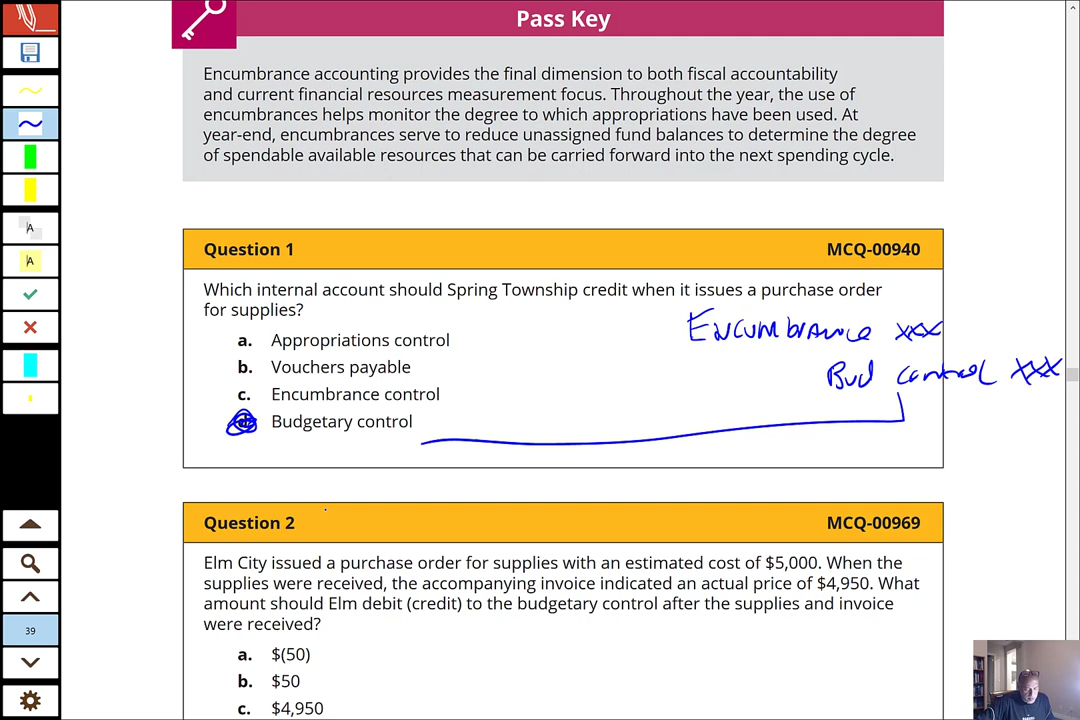 Pass Key
Encumbrance accounting provides the final dimension to both fiscal accountability
and current financial resources measurement focus. Throughout the year, the use of
encumbrances helps monitor the degree to which appropriations have been used. At
year-end, encumbrances serve to reduce unassigned fund balances to determine the degree
of spendable available resources that can be carried forward into the next spending cycle.
Question 1 MCQ-00940
Which internal account should Spring Township credit when it issues a purchase order
for supplies?
a. Appropriations control
b. Vouchers payable
c. Encumbrance control
Budgetary control
Encumbrance xxx
Bud control xxx
Question 2 MCQ-00969
Elm City issued a purchase order for supplies with an estimated cost of $5,000. When the
supplies were received, the accompanying invoice indicated an actual price of $4,950. What
amount should Elm debit (credit) to the budgetary control after the supplies and invoice
were received?
a. $(50)
b. $50
c. $4,950
A
A
39